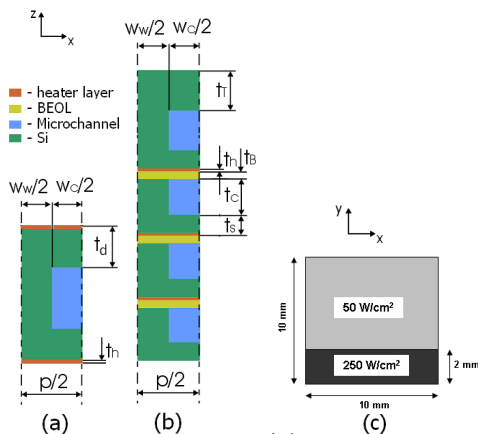 z
x
- heater layer
- BEOL
- Microchannel
- Si
w_w/2 w_c/2
t_T
t_h t_B
t_c
t_s
p/2
(b)
w_w/2 w_c/2
t_d
t_h
p/2
(a)
y
x
10 mm
50 W/cm²
250 W/cm²
2 mm
10 mm
(c)